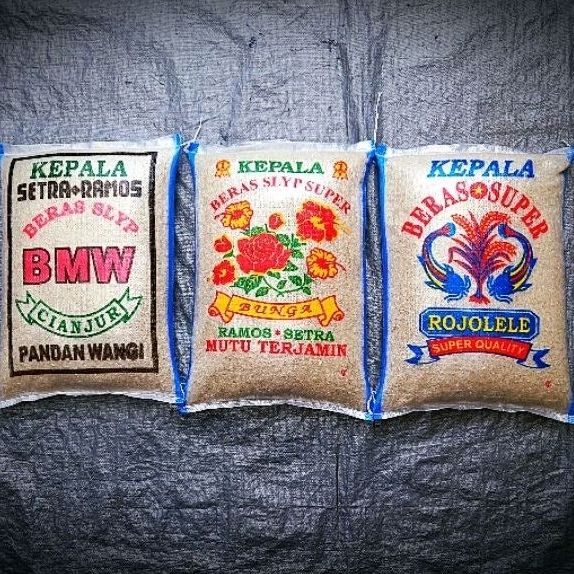 KEPALA
SETRA★RAMOS
BERAS SLYP
BMW
CIANJUR
PANDAN WANGI
KEPALA
BERAS SLYP SUPER
BUNGA
RAMOS★SETRA
MUTU TERJAMIN
KEPALA
BERAS★SUPER
ROJOLELE
SUPER QUALITY